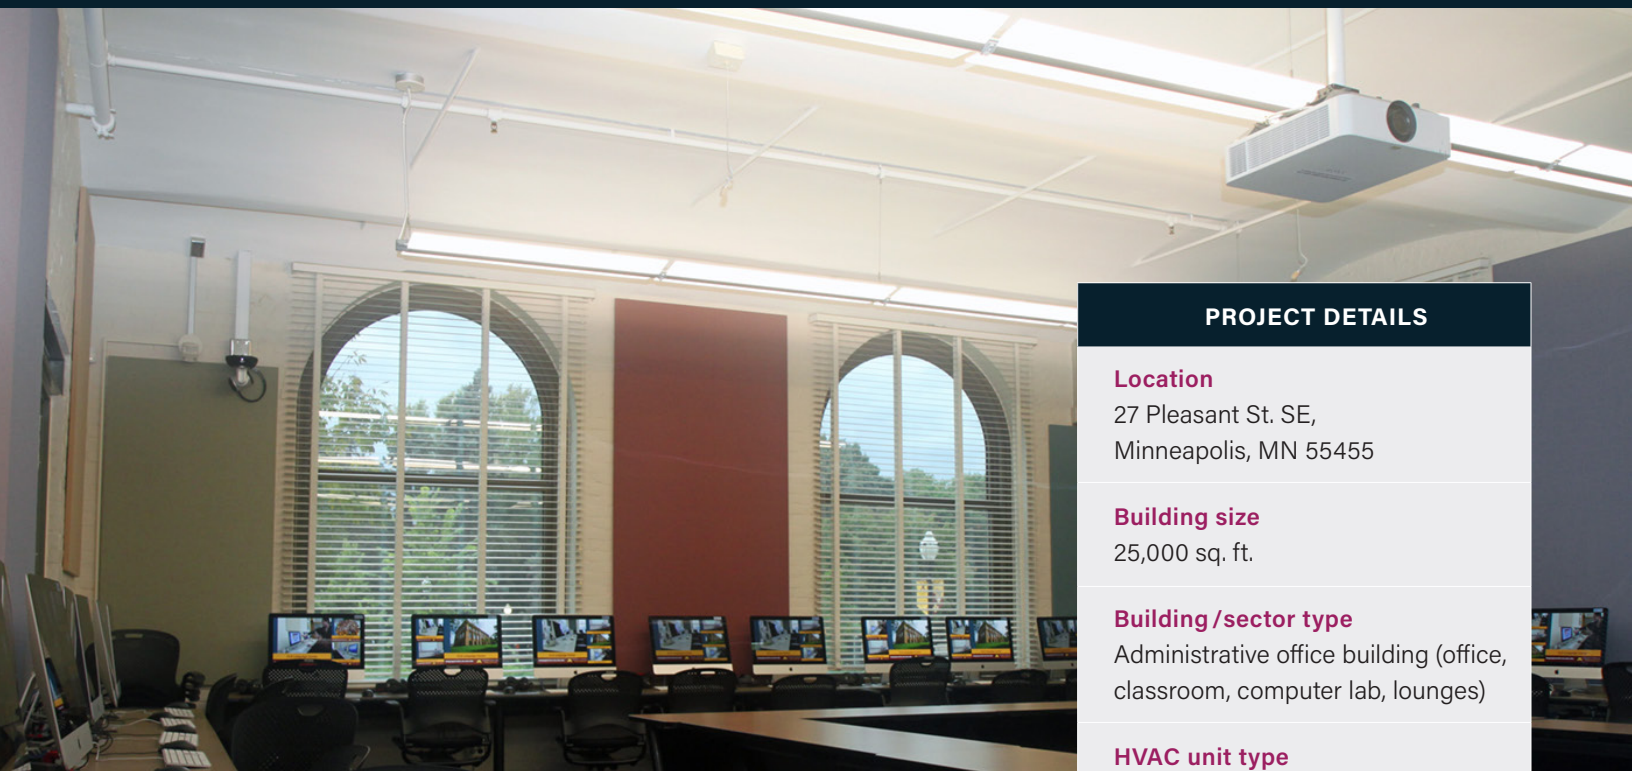 PROJECT DETAILS
Location
27 Pleasant St. SE,
Minneapolis, MN 55455
Building size
25,000 sq. ft.
Building/sector type
Administrative office building (office,
classroom, computer lab, lounges)
HVAC unit type